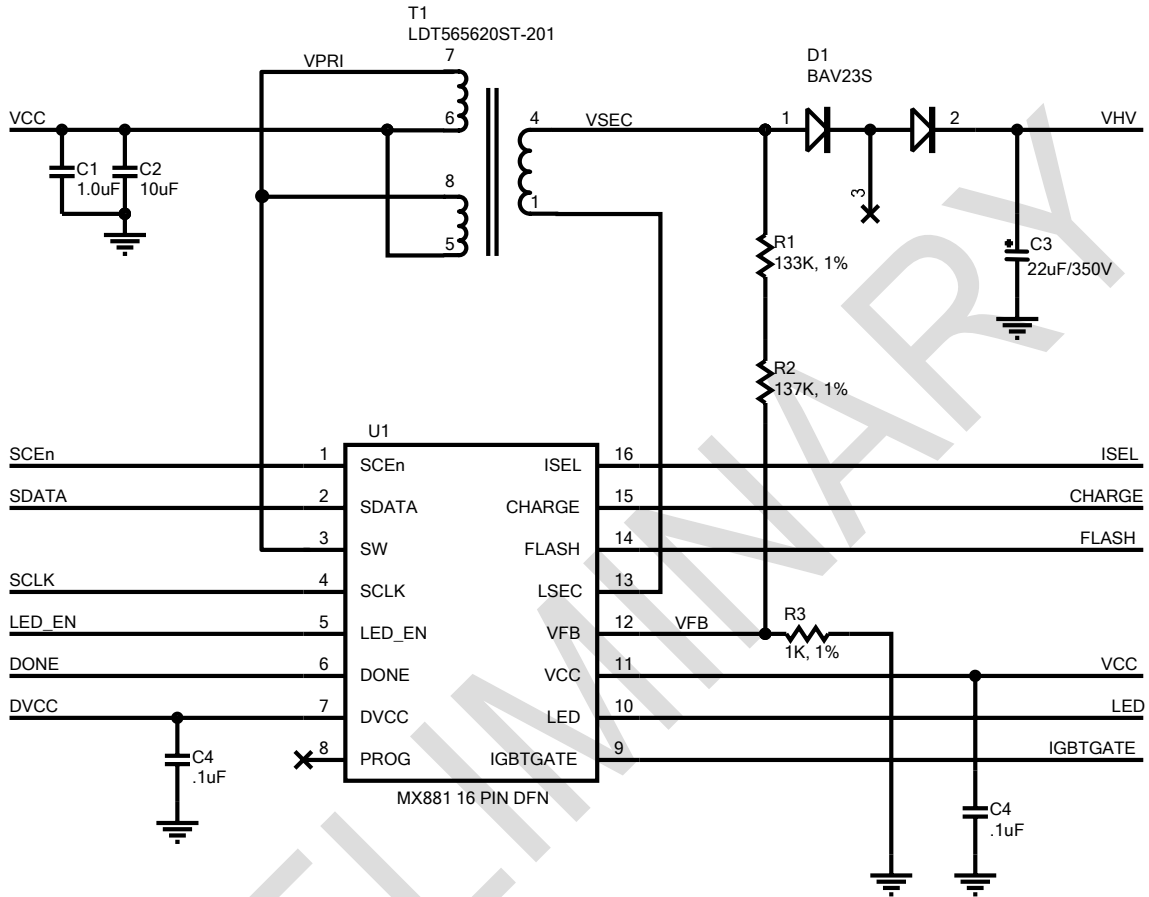 T1
LDT565620ST-201
7
VPRI
D1
BAV23S
VCC
6
4
VSEC
1
2
VHV
C1
1.0uF
C2
10uF
8
1
3
5
R1
133K, 1%
+
C3
22uF/350V
R2
137K, 1%
U1
SCEn
1
SCEn
ISEL
16
ISEL
SDATA
2
SDATA
CHARGE
15
CHARGE
3
SW
FLASH
14
FLASH
SCLK
4
SCLK
LSEC
13
LED_EN
5
LED_EN
VFB
12
VFB
R3
1K, 1%
DONE
6
DONE
VCC
11
VCC
DVCC
7
DVCC
LED
10
LED
8
PROG
IGBTGATE
9
IGBTGATE
C4
.1uF
MX881 16 PIN DFN
C4
.1uF
ELIMINARY